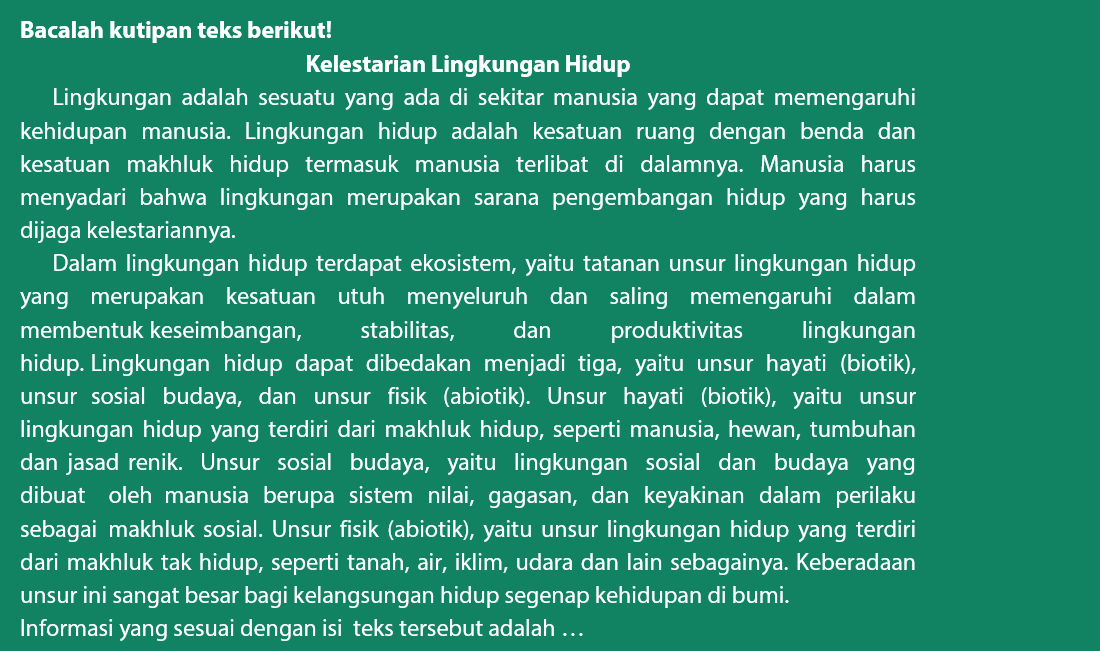 Bacalah kutipan teks berikut!
Kelestarian Lingkungan Hidup
Lingkungan adalah sesuatu yang ada di sekitar manusia yang dapat memengaruhi
kehidupan manusia. Lingkungan hidup adalah kesatuan ruang dengan benda dan
kesatuan makhluk hidup termasuk manusia terlibat di dalamnya. Manusia harus
menyadari bahwa lingkungan merupakan sarana pengembangan hidup yang harus
dijaga kelestariannya.
Dalam lingkungan hidup terdapat ekosistem, yaitu tatanan unsur lingkungan hidup
yang merupakan kesatuan utuh menyeluruh dan saling memengaruhi dalam
membentuk keseimbangan, stabilitas, dan produktivitas lingkungan
hidup. Lingkungan hidup dapat dibedakan menjadi tiga, yaitu unsur hayati (biotik),
unsur sosial budaya, dan unsur fisik (abiotik). Unsur hayati (biotik), yaitu unsur
lingkungan hidup yang terdiri dari makhluk hidup, seperti manusia, hewan, tumbuhan
dan jasad renik. Unsur sosial budaya, yaitu lingkungan sosial dan budaya yang
dibuat oleh manusia berupa sistem nilai, gagasan, dan keyakinan dalam perilaku
sebagai makhluk sosial. Unsur fisik (abiotik), yaitu unsur lingkungan hidup yang terdiri
dari makhluk tak hidup, seperti tanah, air, iklim, udara dan lain sebagainya. Keberadaan
unsur ini sangat besar bagi kelangsungan hidup segenap kehidupan di bumi.
Informasi yang sesuai dengan isi teks tersebut adalah …